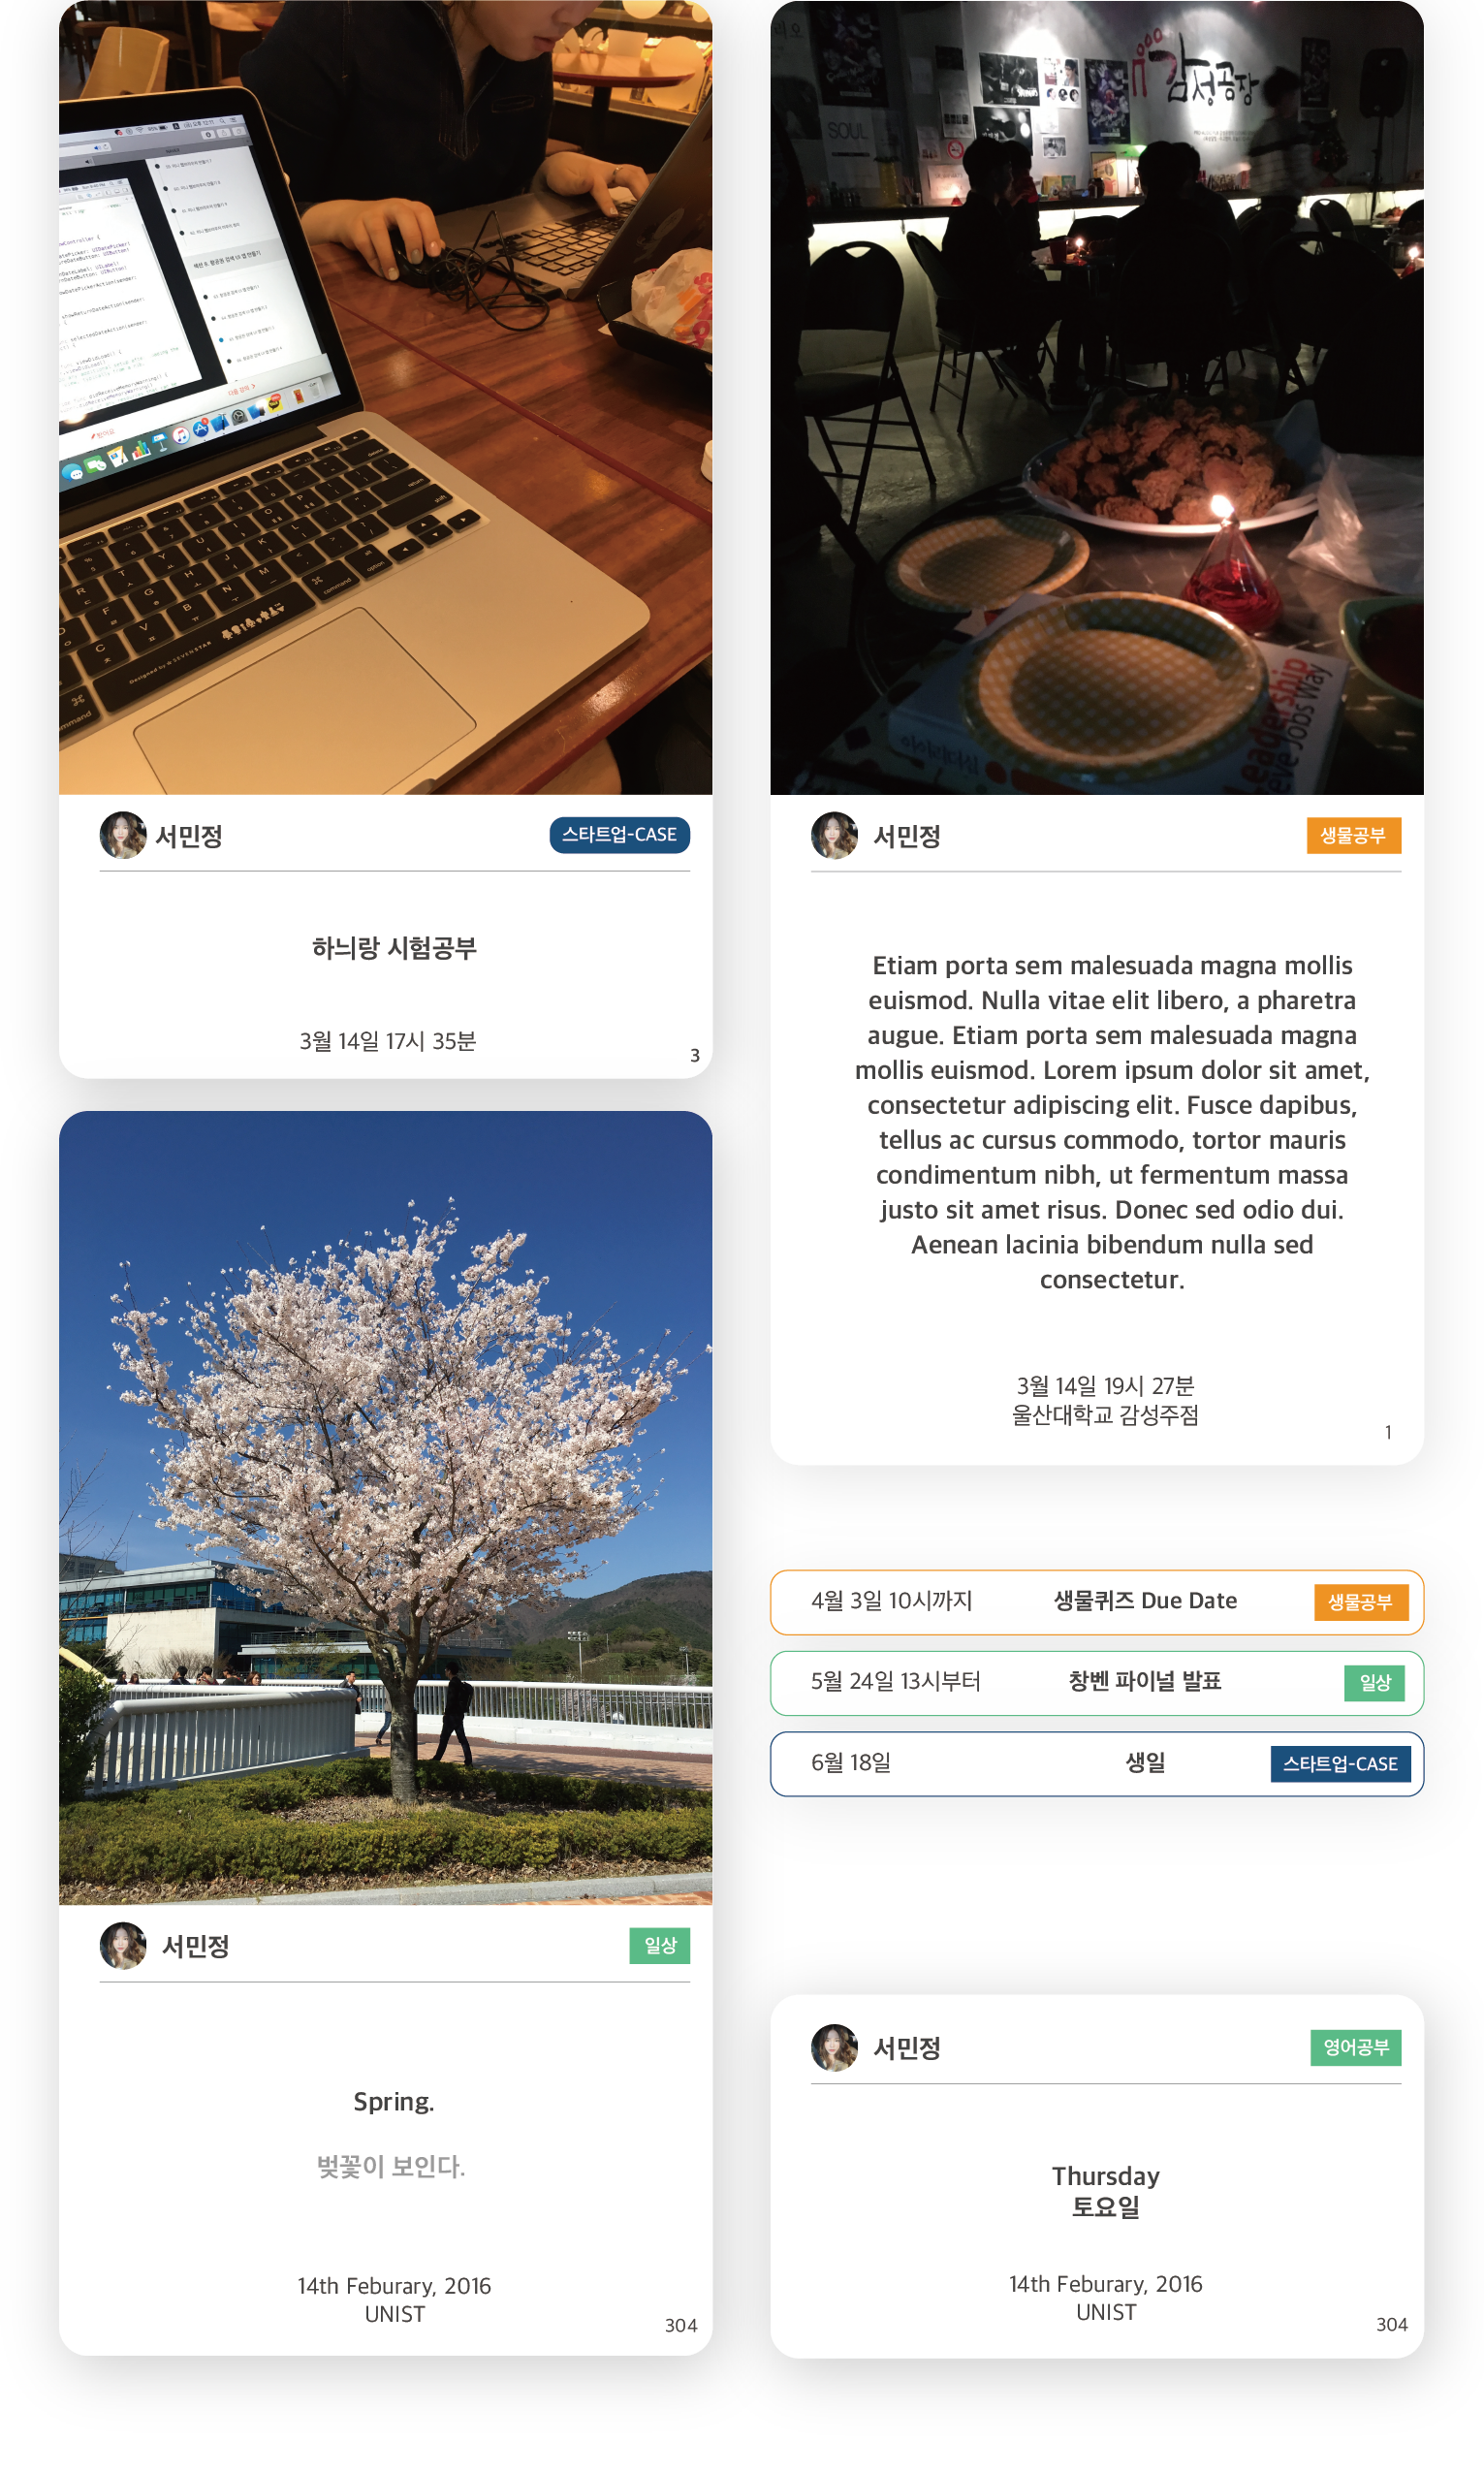 서민정
스타트업-CASE
하늬랑 시험공부
3월 14일 17시 35분
3
서민정
일상
Spring.
벚꽃이 보인다.
14th Feburary, 2016
UNIST
304
감성공장
SOUL
Leadership
Jobs Way
서민정
생물공부
Etiam porta sem malesuada magna mollis
euismod. Nulla vitae elit libero, a pharetra
augue. Etiam porta sem malesuada magna
mollis euismod. Lorem ipsum dolor sit amet,
consectetur adipiscing elit. Fusce dapibus,
tellus ac cursus commodo, tortor mauris
condimentum nibh, ut fermentum massa
justo sit amet risus. Donec sed odio dui.
Aenean lacinia bibendum nulla sed
consectetur.
3월 14일 19시 27분
울산대학교 감성주점
1
4월 3일 10시까지 생물퀴즈 Due Date 생물공부
5월 24일 13시부터 창벤 파이널 발표 일상
6월 18일 생일 스타트업-CASE
서민정
영어공부
Thursday
토요일
14th Feburary, 2016
UNIST
304